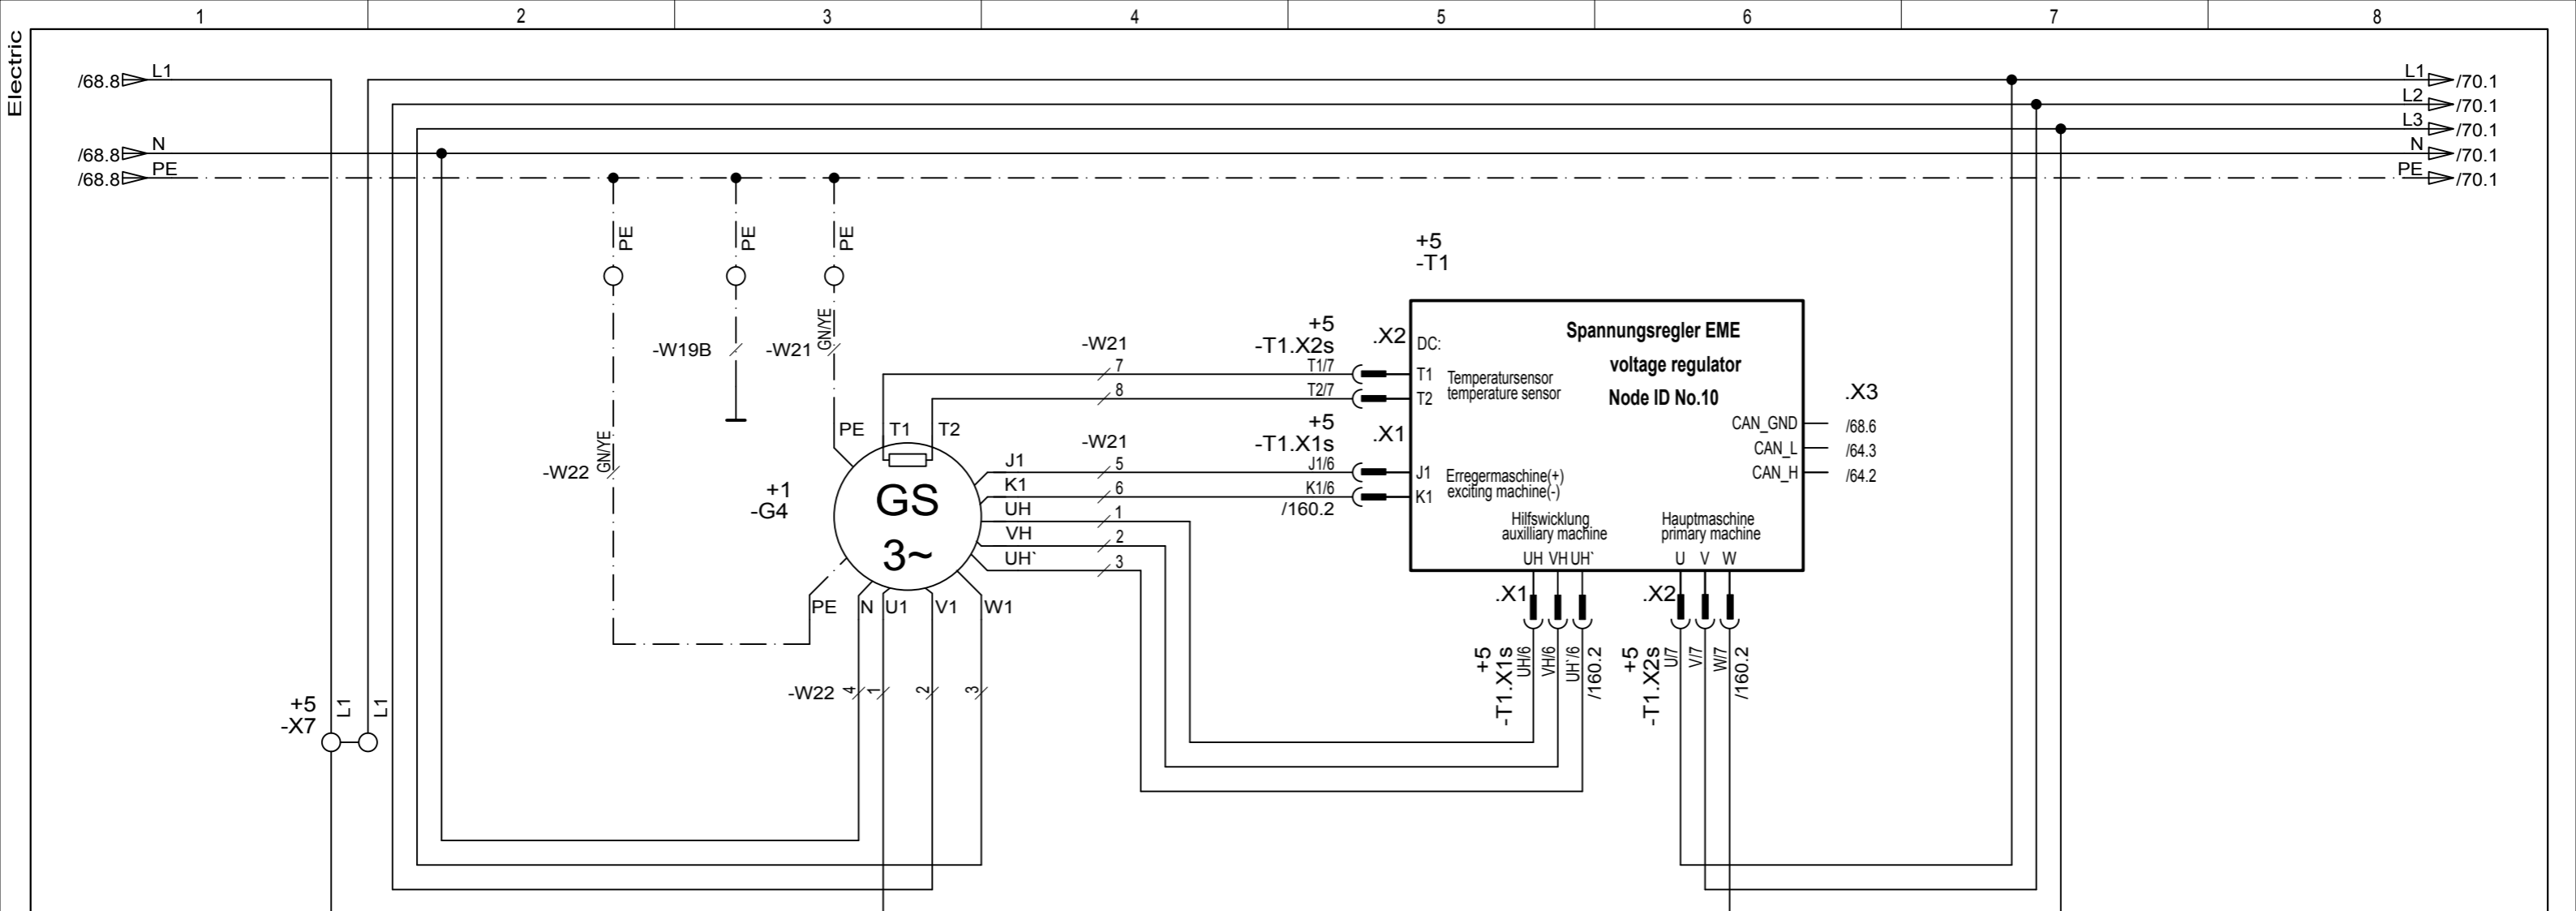 1 2 3 4 5 6 7 8
Electric
/68.8 L1
L1 /70.1
L2 /70.1
L3 /70.1
/68.8 N
N /70.1
/68.8 PE
PE /70.1
PE PE PE
+5
-T1
-W19B
-W21 GN/YE
-W22 GN/YE
-W21
7
8
+5
-T1.X2s
T1/7
T2/7
.X2
DC:
T1
T2
Temperatursensor
temperature sensor
Spannungsregler EME
voltage regulator
Node ID No.10
.X3
CAN_GND /68.6
CAN_L /64.3
CAN_H /64.2
PE T1 T2
-W21
+5
-T1.X1s
.X1
J1 5 J1/6 J1
K1 6 K1/6 K1
/160.2
Erregermaschine(+)
exciting machine(-)
+1
-G4
GS
3~
UH 1
VH 2
UH` 3
Hilfswicklung
auxilliary machine
UH VH UH`
Hauptmaschine
primary machine
U V W
PE N U1 V1 W1
.X1
+5
-T1.X1s
UH/6
VH/6
UH`/6
/160.2
.X2
+5
-T1.X2s
U/7
V/7
W/7
/160.2
-W22 4 1 2 3
+5
-X7
L1 L1